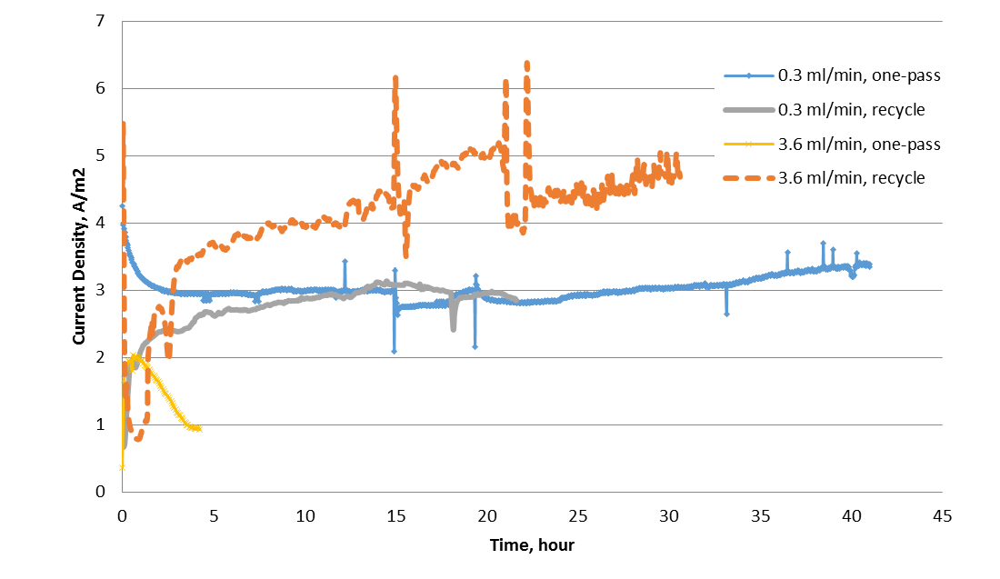 7
6
5
4
3
2
1
0
Current Density, A/m2
0 5 10 15 20 25 30 35 40 45
Time, hour
0.3 ml/min, one-pass
0.3 ml/min, recycle
3.6 ml/min, one-pass
3.6 ml/min, recycle